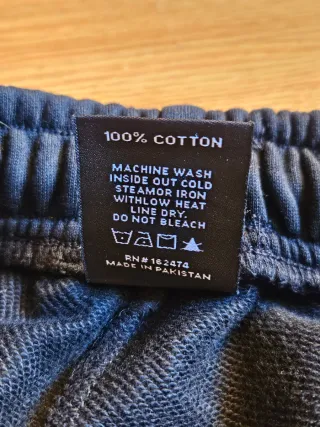 100% COTTON
MACHINE WASH
INSIDE OUT COLD
STEAMOR IRON
WITHLOW HEAT
LINE DRY.
DO NOT BLEACH
RN# 162474
MADE IN PAKISTAN